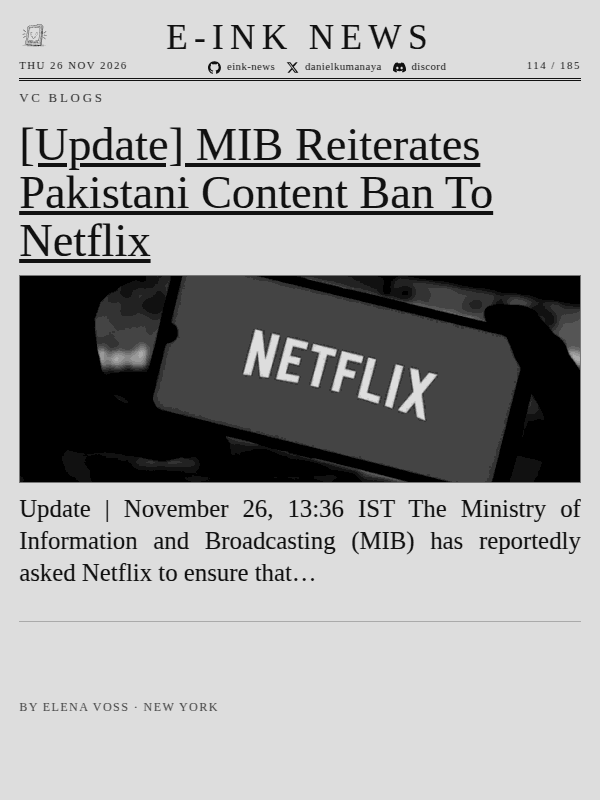 E-INK NEWS
THU 26 NOV 2026
eink-news danielkumanaya discord
114 / 185
VC BLOGS
[Update] MIB Reiterates
Pakistani Content Ban To
Netflix
NETFLIX
Update | November 26, 13:36 IST The Ministry of
Information and Broadcasting (MIB) has reportedly
asked Netflix to ensure that…
BY ELENA VOSS · NEW YORK